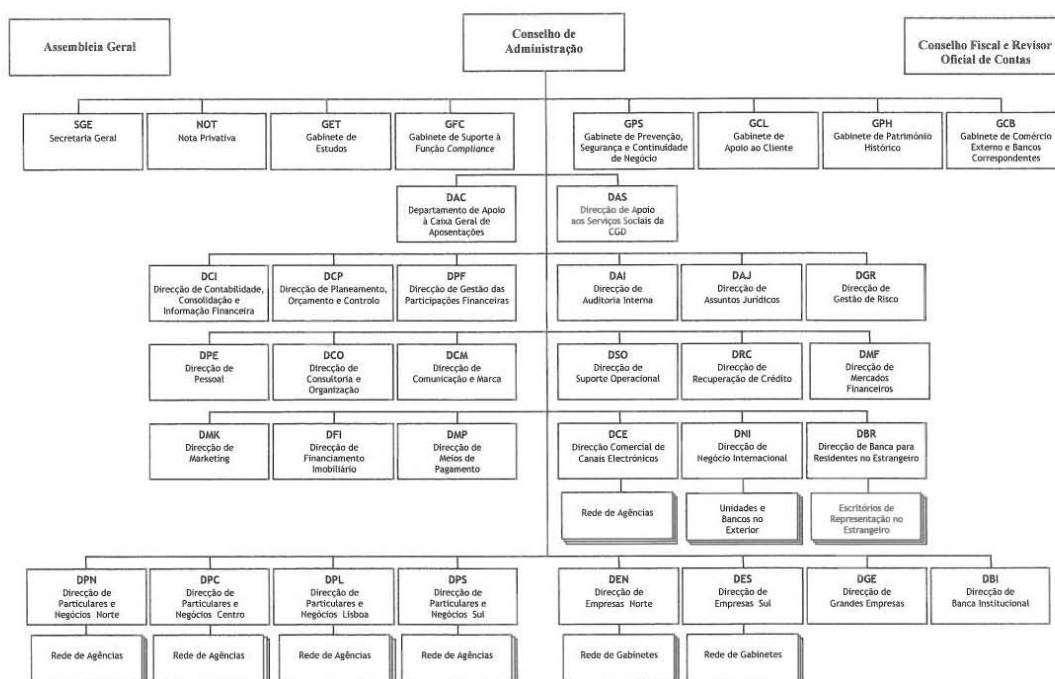 Assembleia Geral
Conselho de
Administração
Conselho Fiscal e Revisor
Oficial de Contas
SGE
Secretaria Geral
NOT
Nota Privativa
GET
Gabinete de
Estudos
GFC
Gabinete de Suporte à
Função Compliance
GPS
Gabinete de Prevenção,
Segurança e Continuidade
de Negócio
GCL
Gabinete de
Apoio ao Cliente
GPH
Gabinete de Património
Histórico
GCB
Gabinete de Comércio
Externo e Bancos
Correspondentes
DAC
Departamento de Apoio
à Caixa Geral de
Aposentações
DAS
Direcção de Apoio
aos Serviços Sociais da
CGD
DCI
Direcção de Contabilidade,
Consolidação e
Informação Financeira
DCP
Direcção de Planeamento,
Orçamento e Controlo
DPF
Direcção de Gestão das
Participações Financeiras
DAI
Direcção de
Auditoria Interna
DAJ
Direcção de
Assuntos Jurídicos
DGR
Direcção de
Gestão de Risco
DPE
Direcção de
Pessoal
DCO
Direcção de
Consultoria e
Organização
DCM
Direcção de
Comunicação e Marca
DSO
Direcção de
Suporte Operacional
DRC
Direcção de
Recuperação de Crédito
DMF
Direcção de
Mercados
Financeiros
DMK
Direcção de
Marketing
DFI
Direcção de
Financiamento
Imobiliário
DMP
Direcção de
Meios de
Pagamento
DCE
Direcção Comercial de
Canais Electrónicos
DNI
Direcção de
Negócio Internacional
DBR
Direcção de Banca para
Residentes no Estrangeiro
Rede de Agências
Unidades e
Bancos no
Exterior
Escritórios de
Representação no
Estrangeiro
DPN
Direcção de
Particulares e
Negócios Norte
DPC
Direcção de
Particulares e
Negócios Centro
DPL
Direcção de
Particulares e
Negócios Lisboa
DPS
Direcção de
Particulares e
Negócios Sul
DEN
Direcção de
Empresas Norte
DES
Direcção de
Empresas Sul
DGE
Direcção de
Grandes Empresas
DBI
Direcção de
Banca Institucional
Rede de Agências
Rede de Agências
Rede de Agências
Rede de Agências
Rede de Gabinetes
Rede de Gabinetes